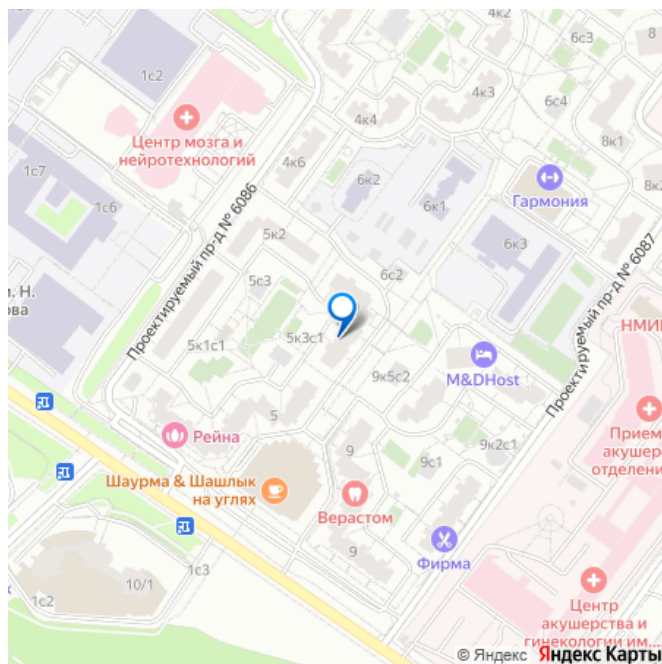 6с3
1с2
4к3
6с4
4к4
8к1
Центр мозга и
нейротехнологий
4к6
1с7
6к2
Гармония
1с6
6к1
Проектируемый пр-д № 6086
5к2
6к3
Проектируемый пр-д № 6087
6с2
5с3
и. Н.
ова
НМИ
5к3с1
5к1с1
M&DHost
9к5с2
Прием
акушер
отделени
5
Рейна
9к2с1
9
9с1
Шаурма & Шашлык
на углях
Верастом
9
Фирма
1с3
10/1
1с2
Центр
акушерства и
гинекологии им....
© Яндекс Яндекс Карты